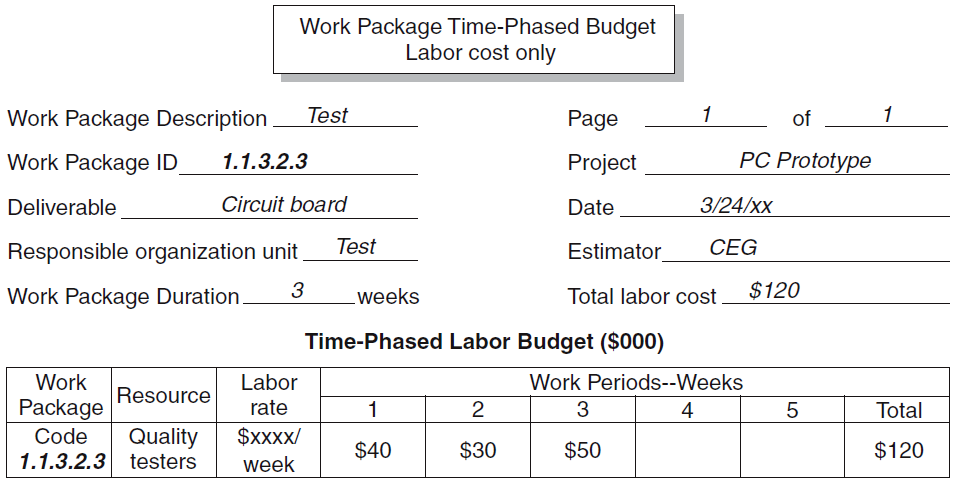 Work Package Time-Phased Budget
Labor cost only
Work Package Description Test
Page 1 of 1
Work Package ID 1.1.3.2.3
Project PC Prototype
Deliverable Circuit board
Date 3/24/xx
Responsible organization unit Test
Estimator CEG
Work Package Duration 3 weeks
Total labor cost $120
Time-Phased Labor Budget ($000)
Work Package Resource Labor rate Work Periods--Weeks
1 2 3 4 5 Total
Code 1.1.3.2.3 Quality testers $xxxx/ week $40 $30 $50 $120